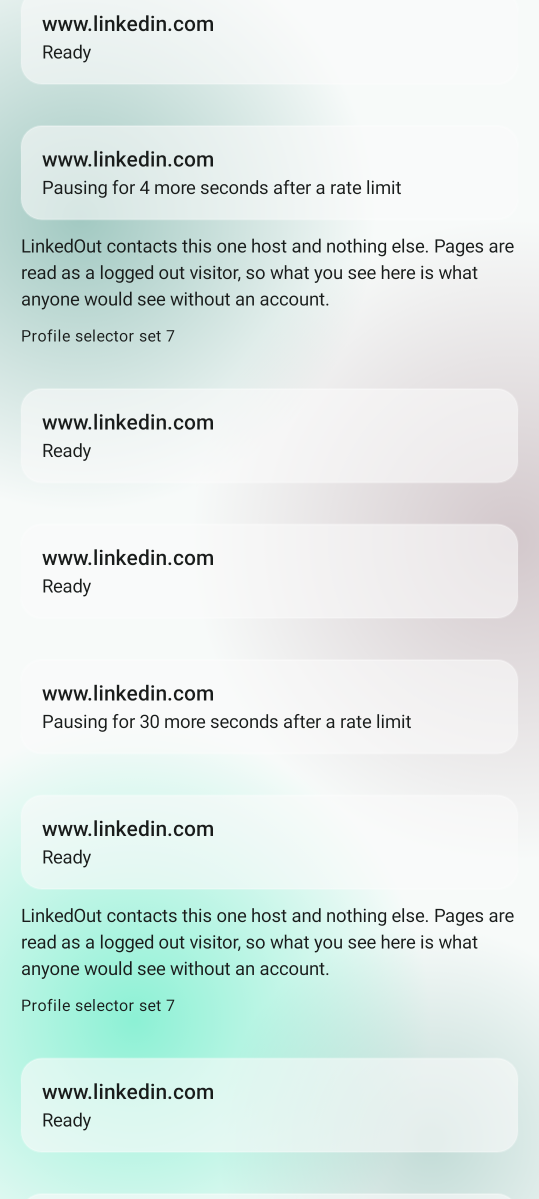 www.linkedin.com
Ready
www.linkedin.com
Pausing for 4 more seconds after a rate limit
LinkedOut contacts this one host and nothing else. Pages are
read as a logged out visitor, so what you see here is what
anyone would see without an account.
Profile selector set 7
www.linkedin.com
Ready
www.linkedin.com
Ready
www.linkedin.com
Pausing for 30 more seconds after a rate limit
www.linkedin.com
Ready
LinkedOut contacts this one host and nothing else. Pages are
read as a logged out visitor, so what you see here is what
anyone would see without an account.
Profile selector set 7
www.linkedin.com
Ready